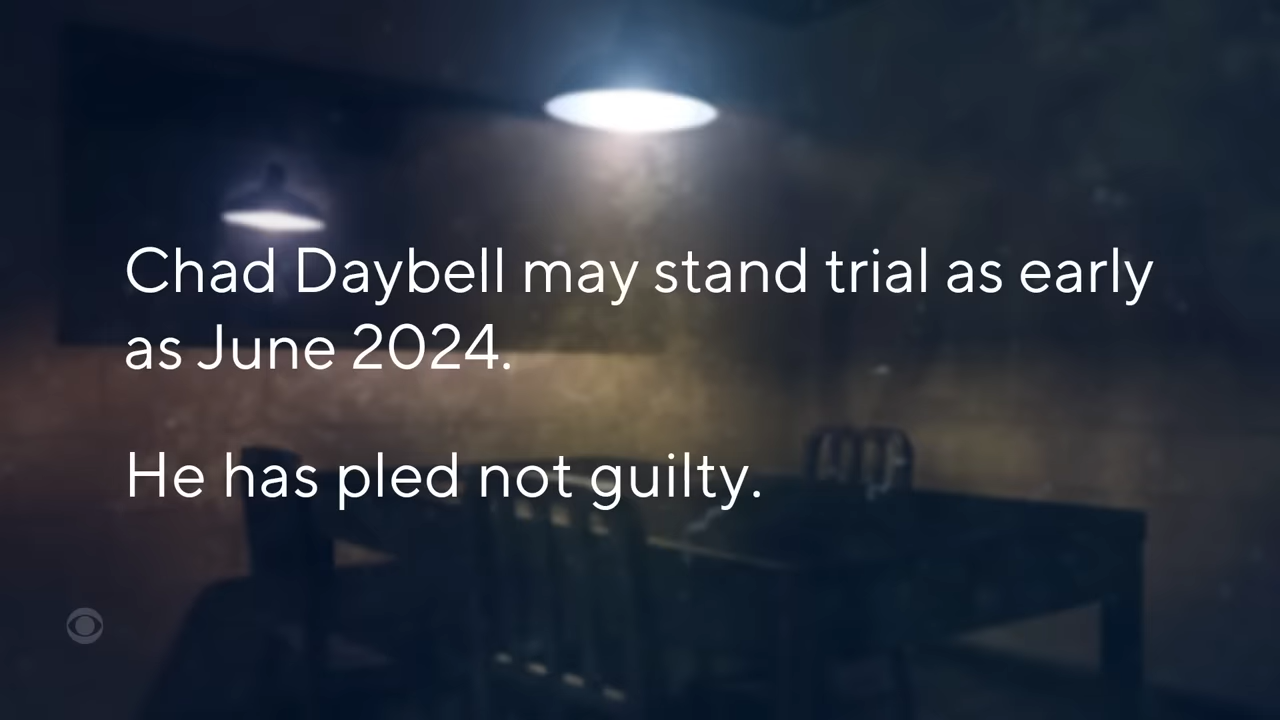 Chad Daybell may stand trial as early
as June 2024.
He has pled not guilty.